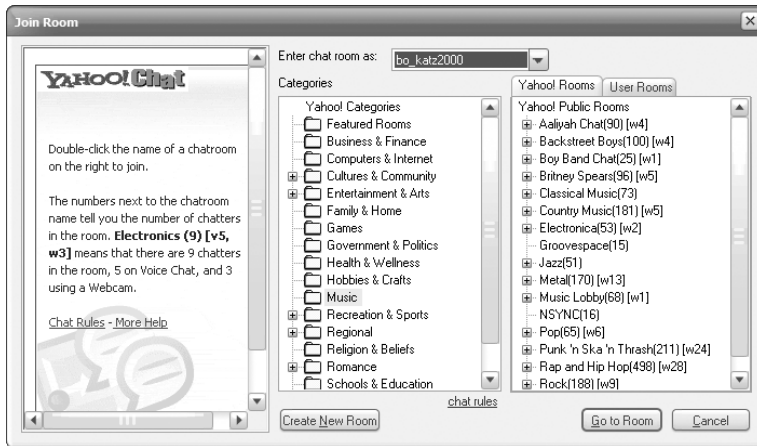 Join Room
YAHOO! Chat
Double-click the name of a chatroom
on the right to join.
The numbers next to the chatroom
name tell you the number of chatters
in the room. Electronics (9) [v5,
w3] means that there are 9 chatters
in the room, 5 on Voice Chat, and 3
using a Webcam.
Chat Rules - More Help
Enter chat room as: bo_katz2000
Categories
Yahoo! Categories
Featured Rooms
Business & Finance
Computers & Internet
Cultures & Community
Entertainment & Arts
Family & Home
Games
Government & Politics
Health & Wellness
Hobbies & Crafts
Music
Recreation & Sports
Regional
Religion & Beliefs
Romance
Schools & Education
Yahoo! Rooms User Rooms
Yahoo! Public Rooms
Aaliyah Chat(90) [w4]
Backstreet Boys(100) [w4]
Boy Band Chat(25) [w1]
Britney Spears(96) [w5]
Classical Music(73)
Country Music(181) [w5]
Electronica(53) [w2]
Groovespace(15)
Jazz(51)
Metal(170) [w13]
Music Lobby(68) [w1]
NSYNC(16)
Pop(65) [w6]
Punk 'n Ska 'n Thrash(211) [w24]
Rap and Hip Hop(498) [w28]
Rock(188) [w9]
chat rules
Create New Room
Go to Room
Cancel